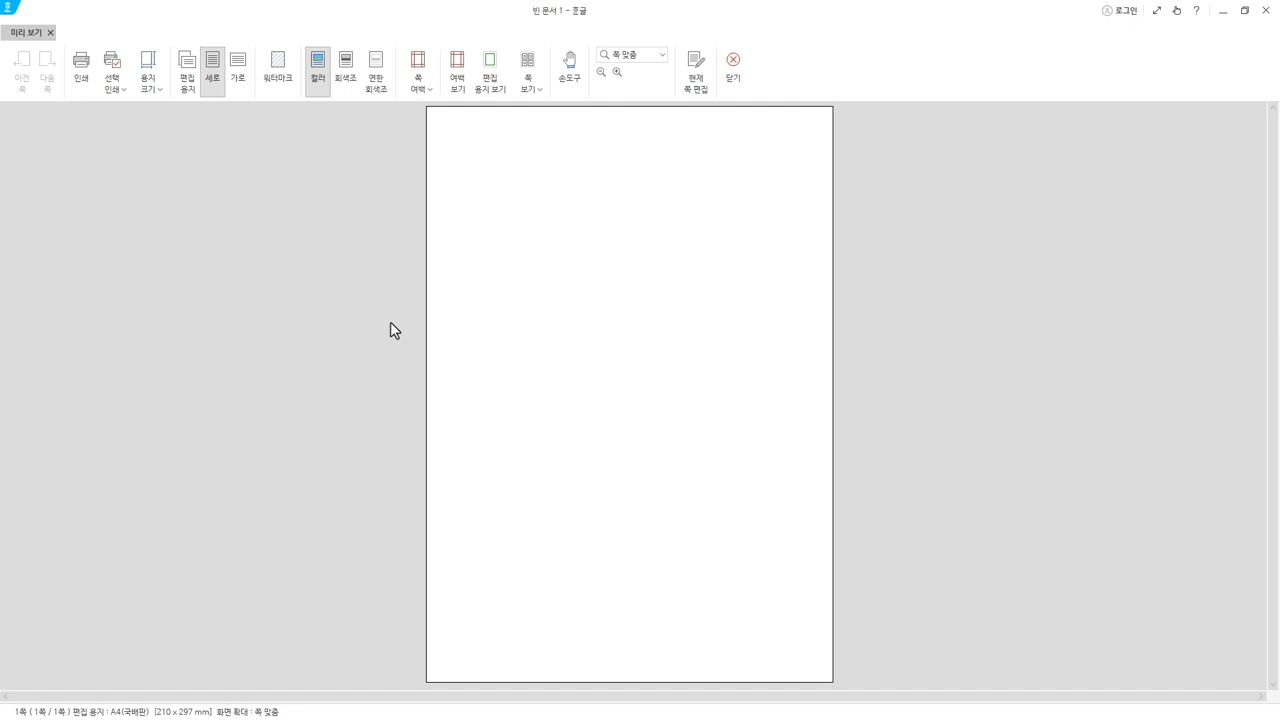 호
빈 문서 1 - 흔글
로그인
미리 보기
이전 쪽
다음 쪽
인쇄
선택 인쇄
용지 크기
편집 용지
세로
가로
워터마크
컬러
회색조
연한 회색조
쪽 여백
여백 보기
편집 용지 보기
쪽 보기
손도구
쪽 맞춤
현재 쪽 편집
닫기
1쪽 ( 1쪽 / 1쪽 ) 편집 용지 : A4(국배판) [210 x 297 mm] 화면 확대 : 쪽 맞춤